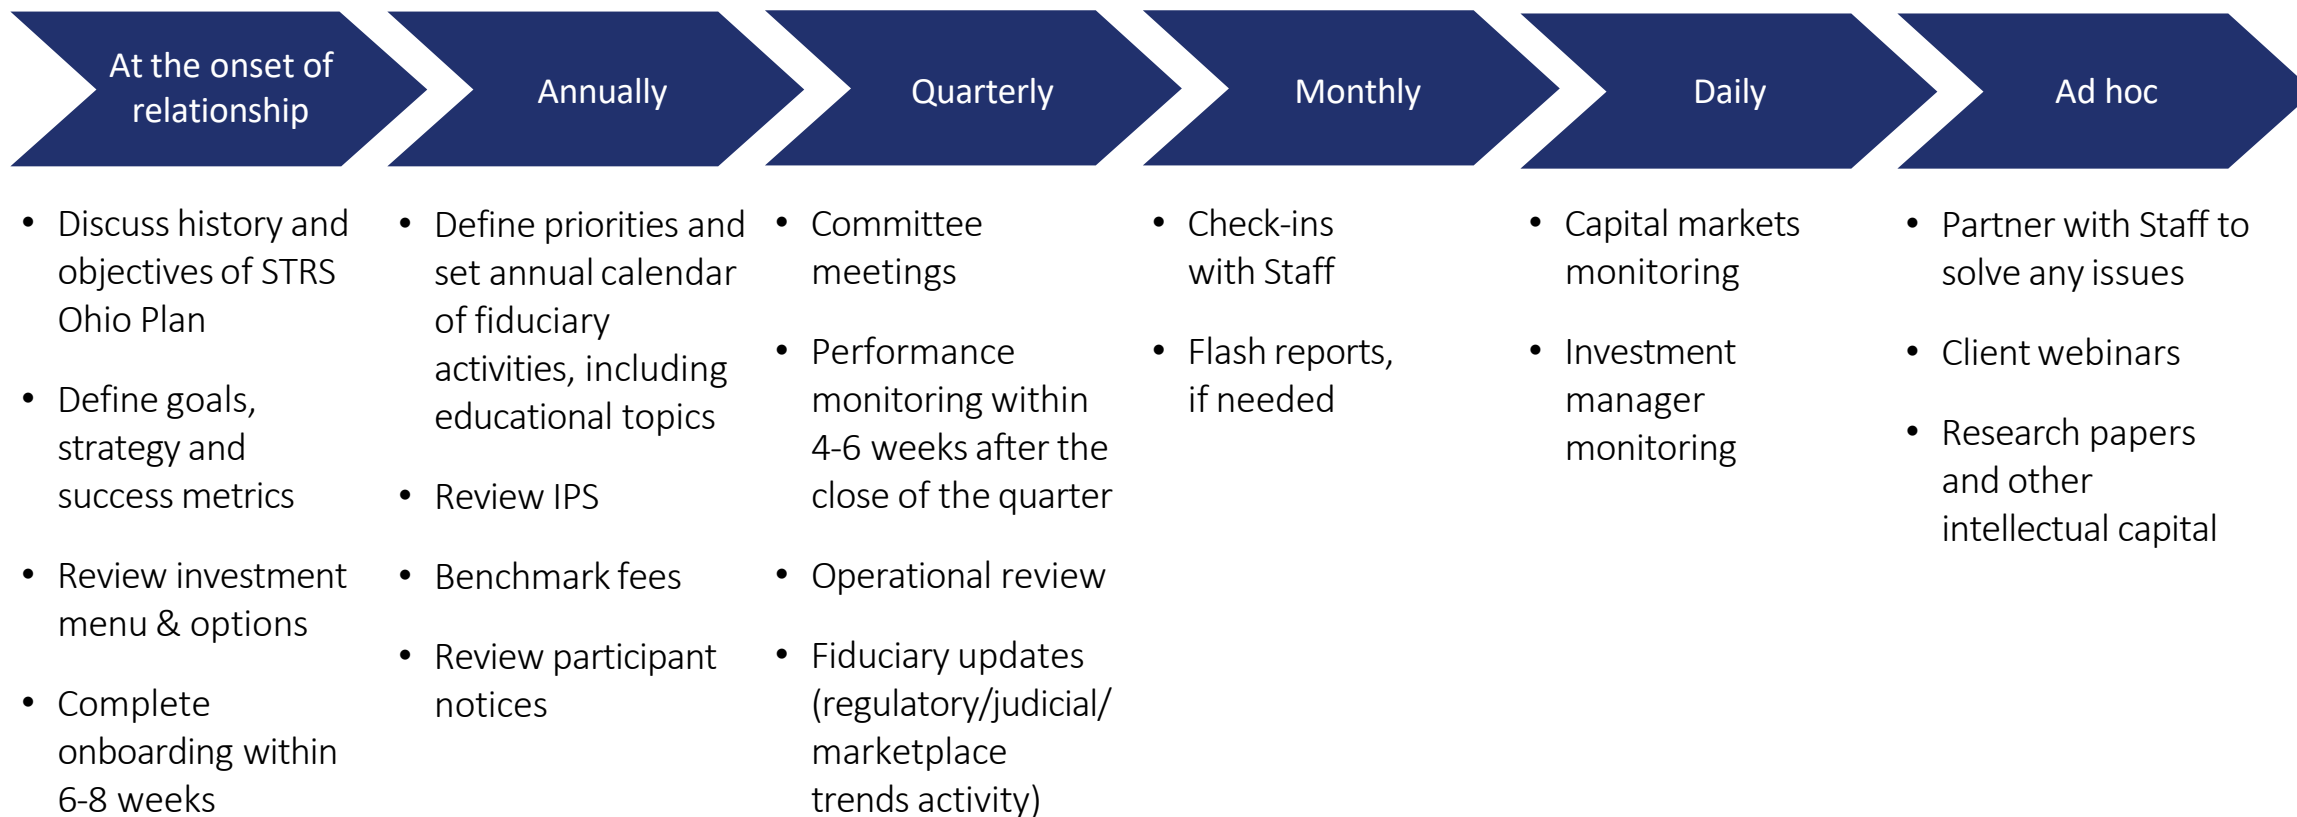 At the onset of
relationship
Annually
Quarterly
Monthly
Daily
Ad hoc
• Discuss history and
objectives of STRS
Ohio Plan
• Define goals,
strategy and
success metrics
• Review investment
menu & options
• Complete
onboarding within
6-8 weeks
• Define priorities and
set annual calendar
of fiduciary
activities, including
educational topics
• Review IPS
• Benchmark fees
• Review participant
notices
• Committee
meetings
• Performance
monitoring within
4-6 weeks after the
close of the quarter
• Operational review
• Fiduciary updates
(regulatory/judicial/
marketplace
trends activity)
• Check-ins
with Staff
• Flash reports,
if needed
• Capital markets
monitoring
• Investment
manager
monitoring
• Partner with Staff to
solve any issues
• Client webinars
• Research papers
and other
intellectual capital